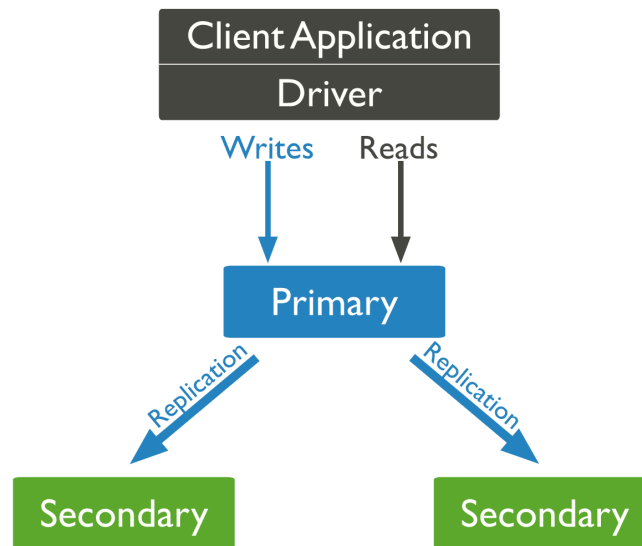 Client Application
Driver
Writes Reads
Primary
Replication Replication
Secondary Secondary